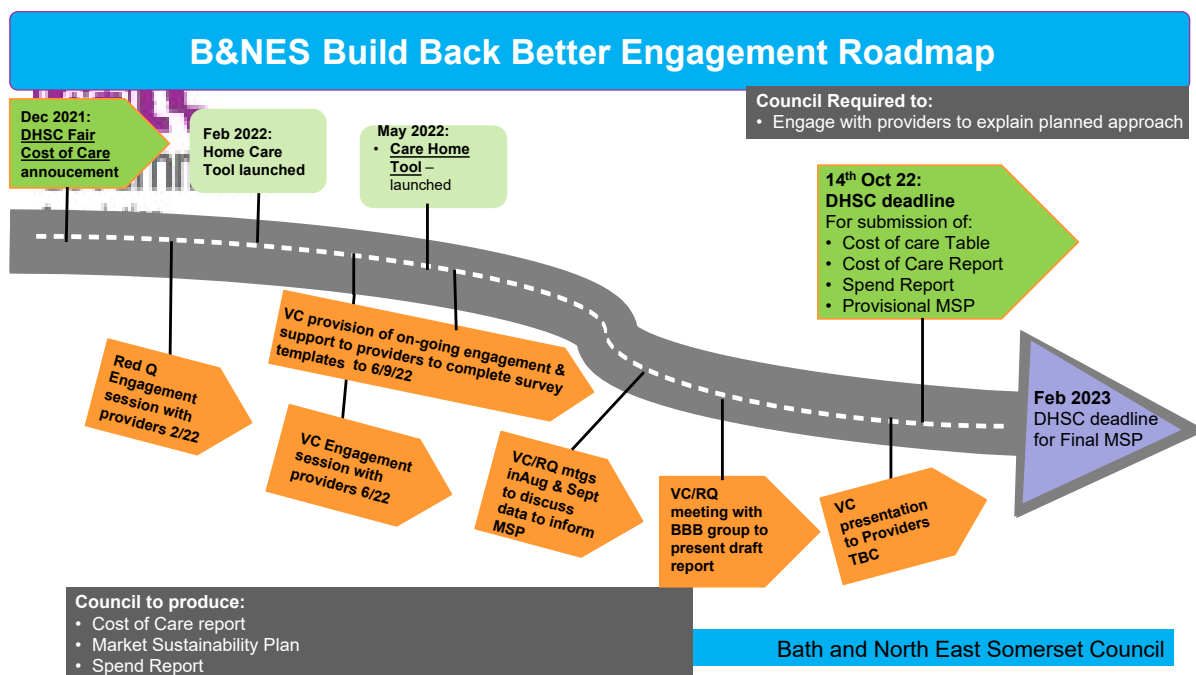 B&NES Build Back Better Engagement Roadmap
Dec 2021:
DHSC Fair
Cost of Care
annoucement
Feb 2022:
Home Care
Tool launched
May 2022:
• Care Home
Tool –
launched
Council Required to:
• Engage with providers to explain planned approach
14th Oct 22:
DHSC deadline
For submission of:
• Cost of care Table
• Cost of Care Report
• Spend Report
• Provisional MSP
Red Q
Engagement
session with
providers 2/22
VC provision of on-going engagement &
support to providers to complete survey
templates to 6/9/22
VC Engagement
session with
providers 6/22
VC/RQ mtgs
inAug & Sept
to discuss
data to inform
MSP
VC/RQ
meeting with
BBB group to
present draft
report
VC
presentation
to Providers
TBC
Feb 2023
DHSC deadline
for Final MSP
Council to produce:
• Cost of Care report
• Market Sustainability Plan
• Spend Report
Bath and North East Somerset Council